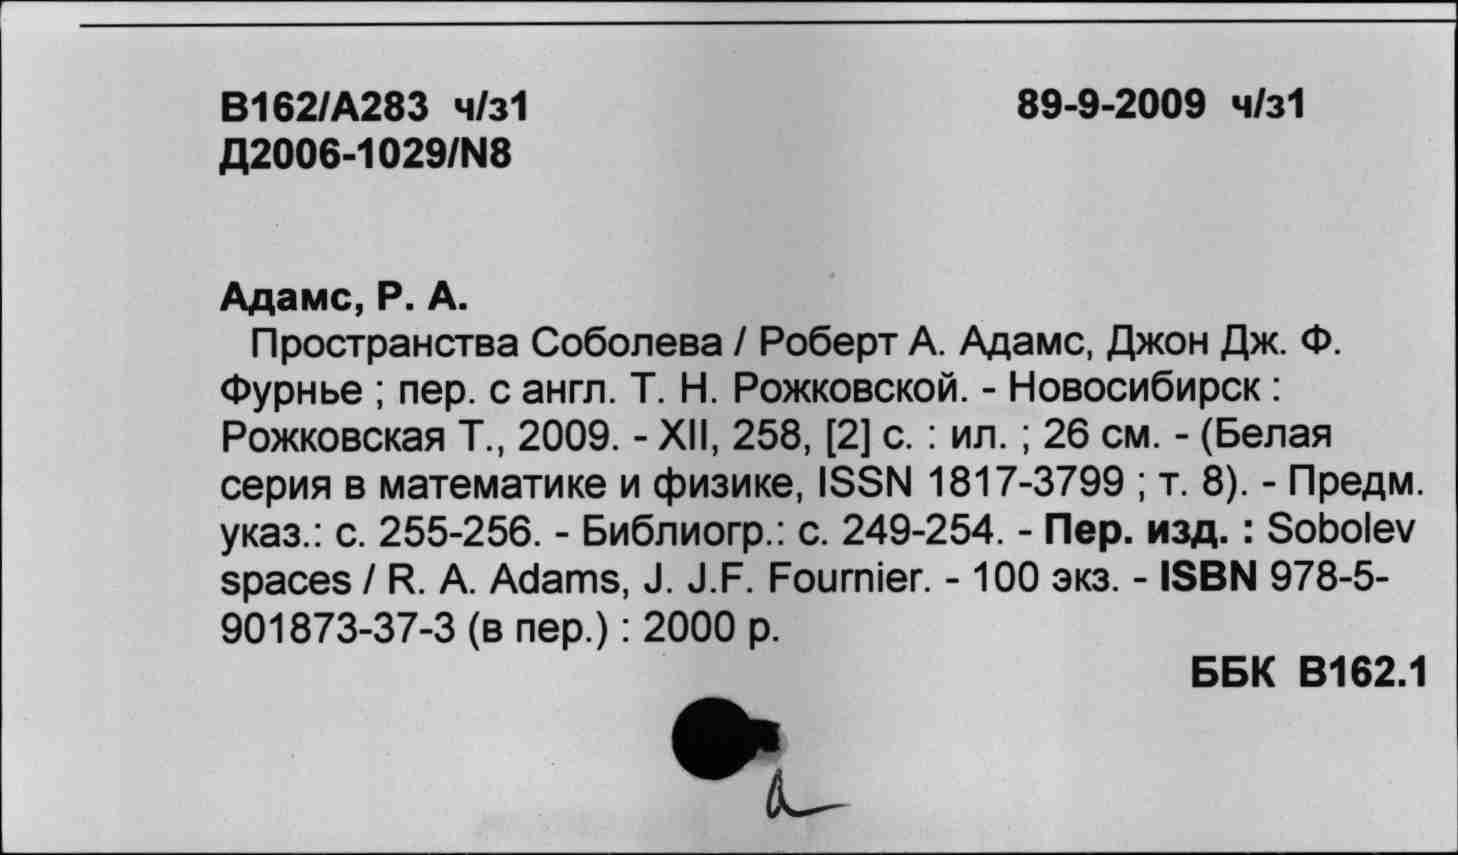 В162/А283 ч/з1 89-9-2009 ч/з1
Д2006-1029/N8
Адамс, Р. А.
Пространства Соболева / Роберт А. Адамс, Джон Дж. Ф.
Фурнье ; пер. с англ. Т. Н. Рожковской. - Новосибирск :
Рожковская Т., 2009. - XII, 258, [2] с. : ил. ; 26 см. - (Белая
серия в математике и физике, ISSN 1817-3799 ; т. 8). - Предм.
указ.: с. 255-256. - Библиогр.: с. 249-254. - Пер. изд. : Sobolev
spaces / R. A. Adams, J. J.F. Fournier. - 100 экз. - ISBN 978-5-
901873-37-3 (в пер.) : 2000 р.
ББК В162.1